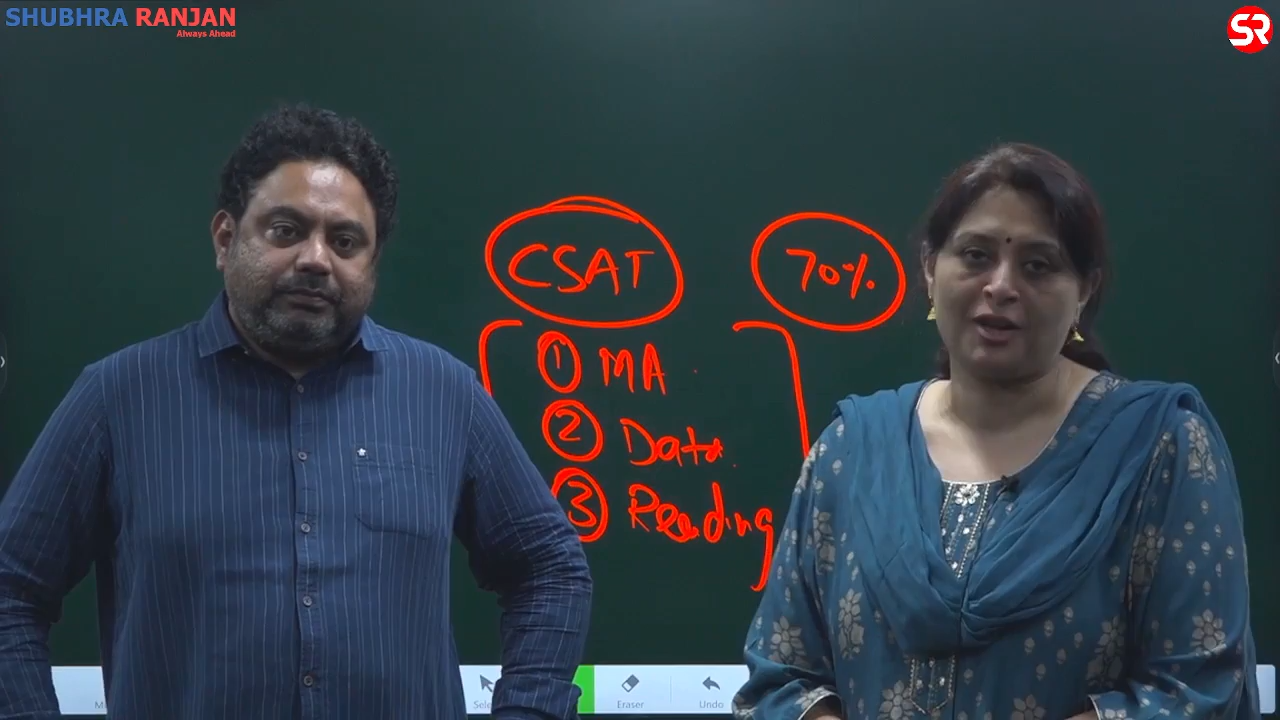 SHUBHRA RANJAN
Always Ahead
SR
CSAT
70%
① MA
② Data
③ Reading
Eraser
Undo